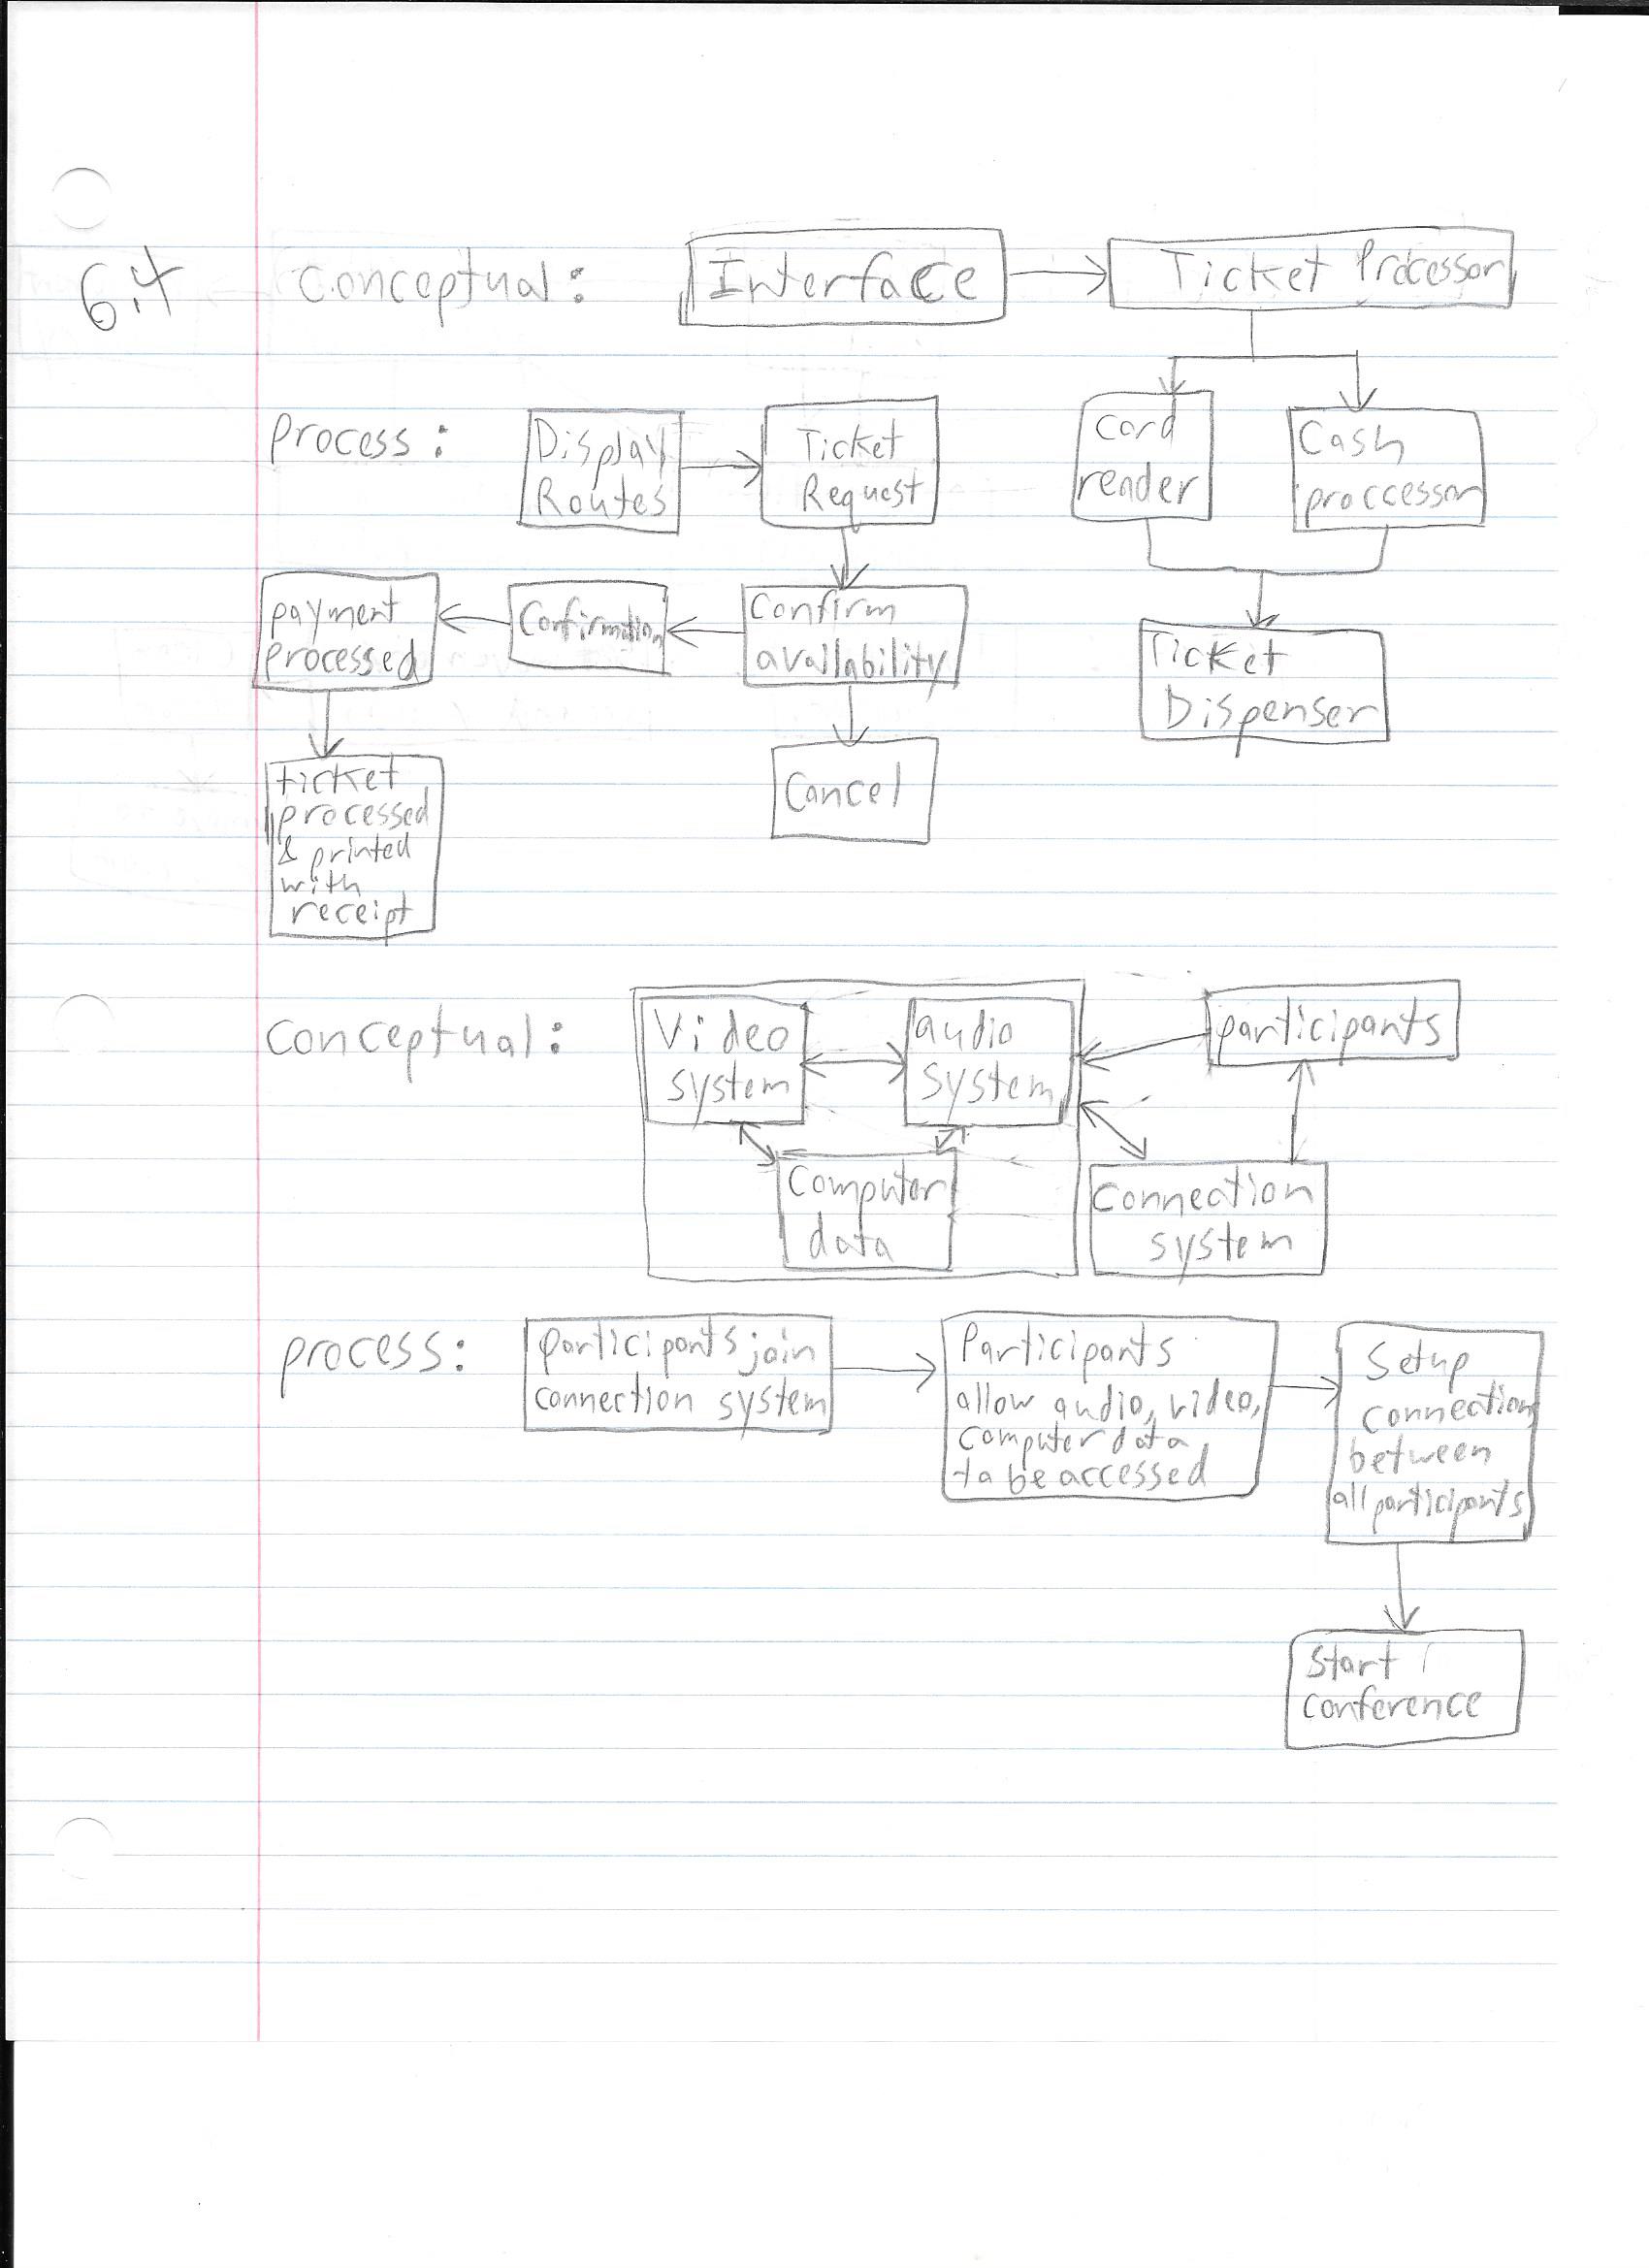 6.4
Conceptual:
Interface
Ticket Processor
Process:
Display
Routes
Ticket
Request
Card
reader
Cash
proccessor
payment
processed
Confirmation
Confirm
availability
Ticket
Dispenser
Cancel
ticket
processed
& printed
with
receipt
Conceptual:
Video
system
audio
system
participants
Computer
data
Connection
system
process:
participants join
connection system
Participants
allow audio, video,
computer data
to be accessed
Setup
connection
between
all participants
Start
conference